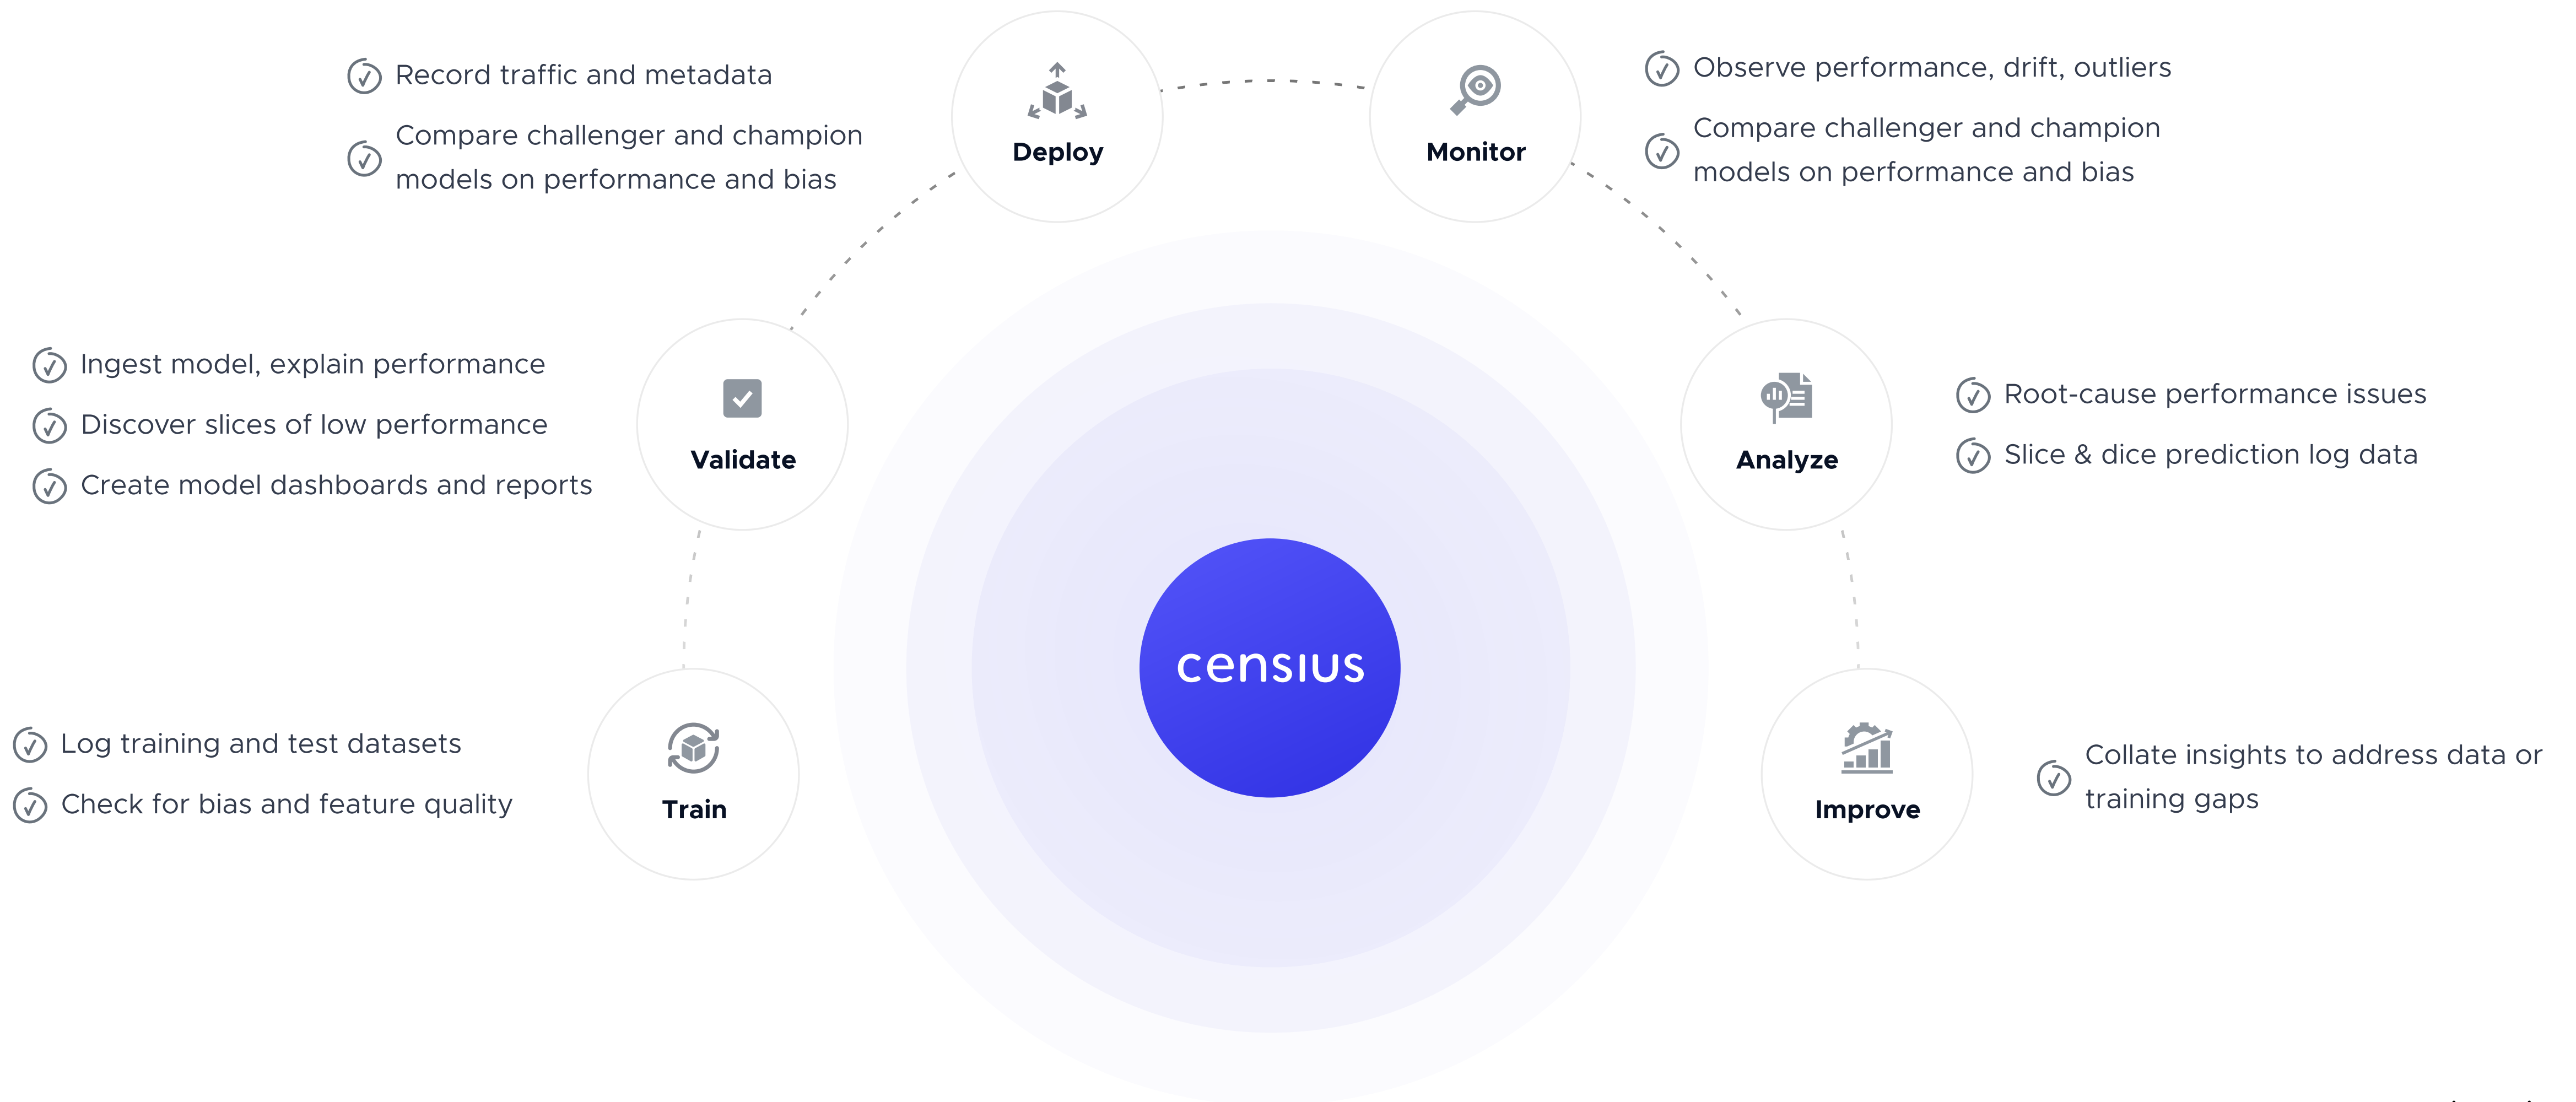 Record traffic and metadata
Compare challenger and champion
models on performance and bias
Deploy
Monitor
Observe performance, drift, outliers
Compare challenger and champion
models on performance and bias
Ingest model, explain performance
Discover slices of low performance
Create model dashboards and reports
Validate
Analyze
Root-cause performance issues
Slice & dice prediction log data
censius
Log training and test datasets
Check for bias and feature quality
Train
Improve
Collate insights to address data or
training gaps